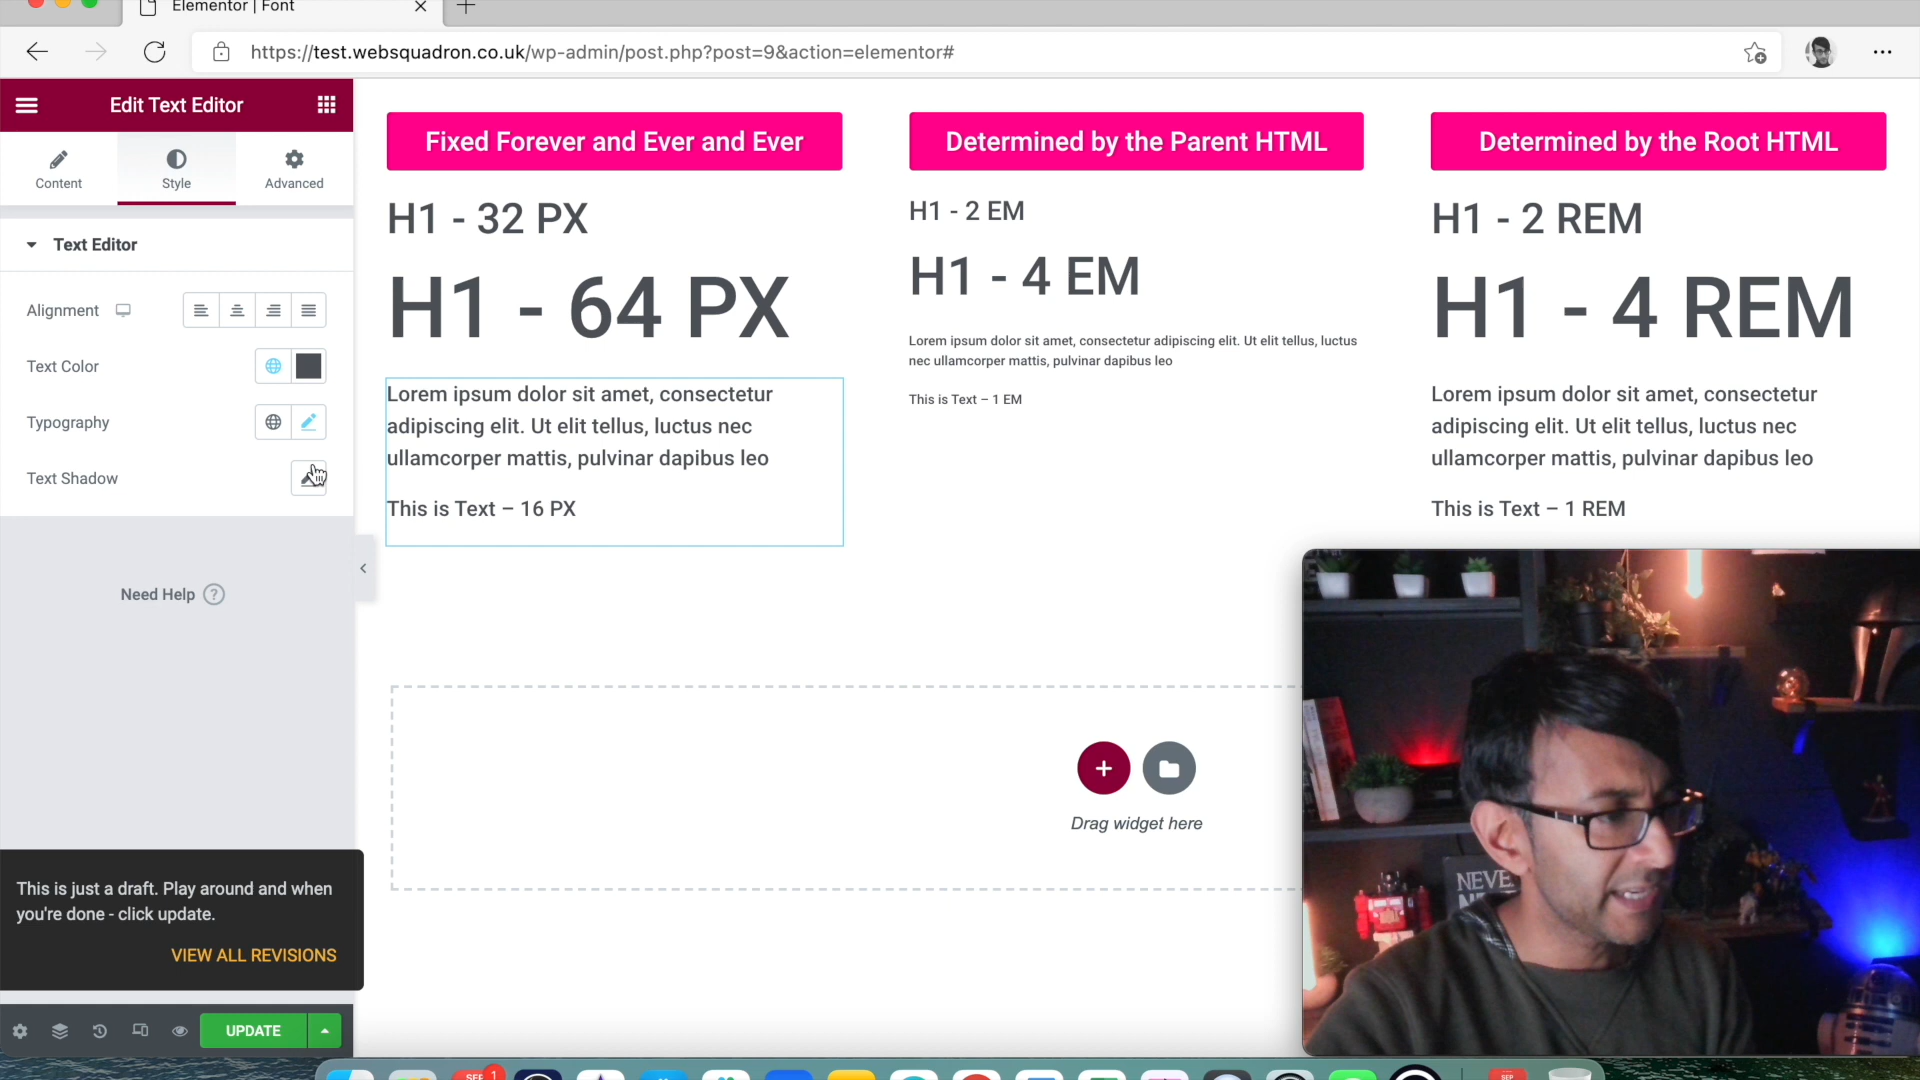 Elementor | Font
https://test.websquadron.co.uk/wp-admin/post.php?post=9&action=elementor#
Edit Text Editor
Content
Style
Advanced
Text Editor
Alignment
Text Color
Typography
Text Shadow
Need Help ?
This is just a draft. Play around and when
you're done - click update.
VIEW ALL REVISIONS
UPDATE
Fixed Forever and Ever and Ever
H1 - 32 PX
H1 - 64 PX
Lorem ipsum dolor sit amet, consectetur
adipiscing elit. Ut elit tellus, luctus nec
ullamcorper mattis, pulvinar dapibus leo
This is Text – 16 PX
Determined by the Parent HTML
H1 - 2 EM
H1 - 4 EM
Lorem ipsum dolor sit amet, consectetur adipiscing elit. Ut elit tellus, luctus
nec ullamcorper mattis, pulvinar dapibus leo
This is Text – 1 EM
Determined by the Root HTML
H1 - 2 REM
H1 - 4 REM
Lorem ipsum dolor sit amet, consectetur
adipiscing elit. Ut elit tellus, luctus nec
ullamcorper mattis, pulvinar dapibus leo
This is Text – 1 REM
Drag widget here
SEP
1
SEP